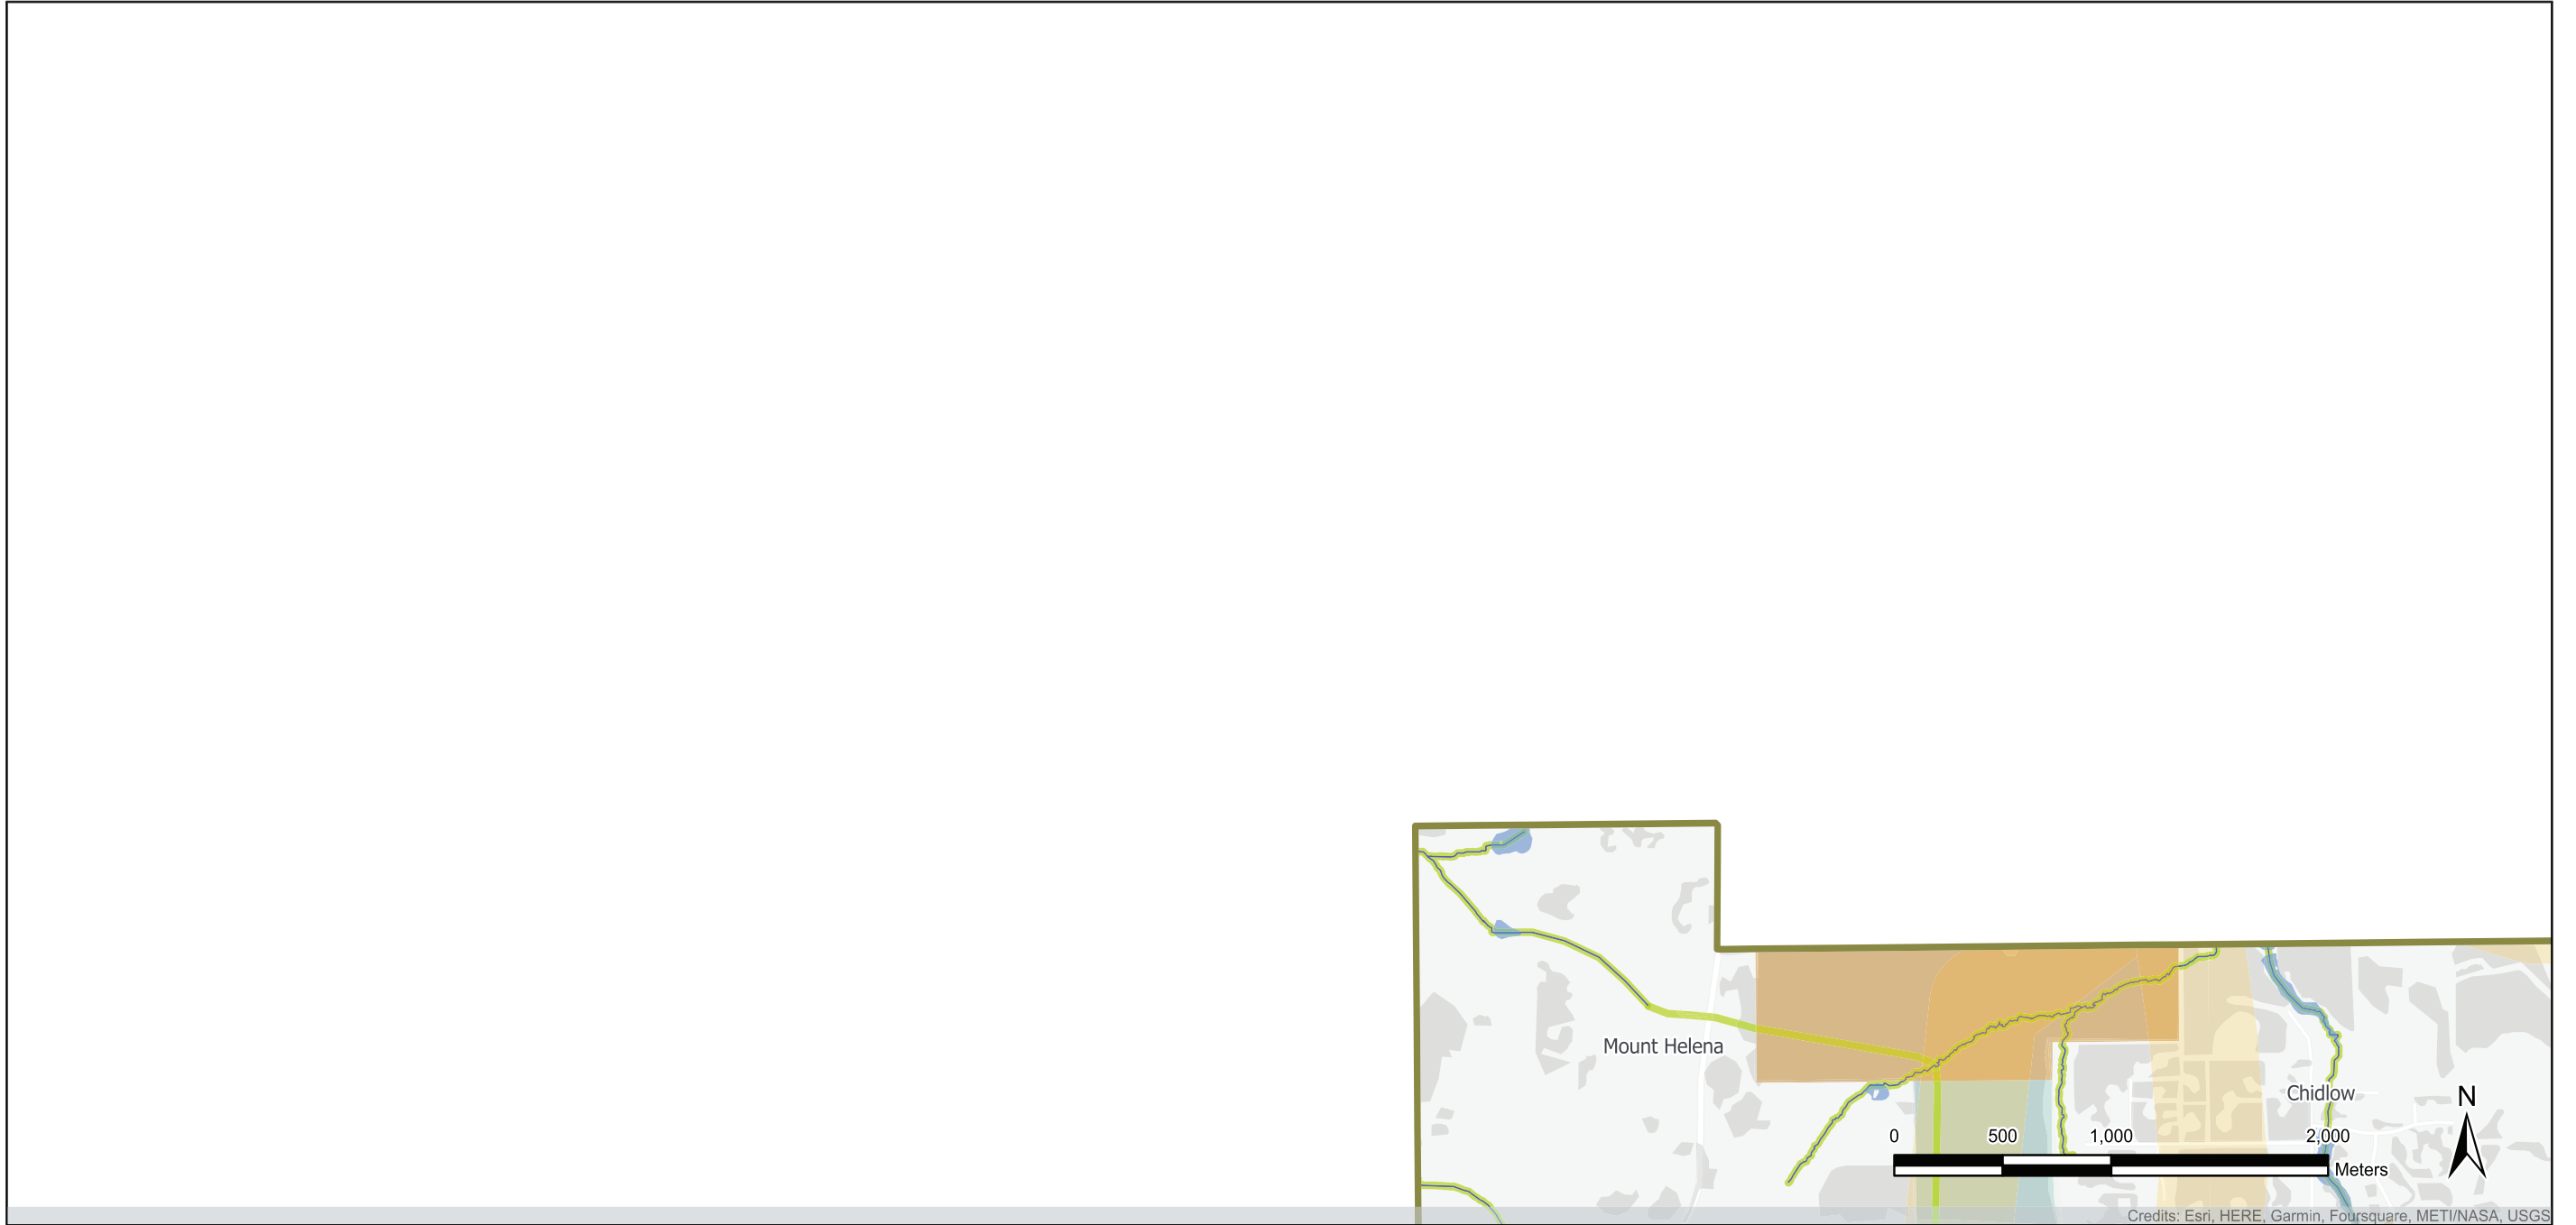 Mount Helena
Chidlow
N
0 500 1,000 2,000
Meters
Credits: Esri, HERE, Garmin, Foursquare, METI/NASA, USGS